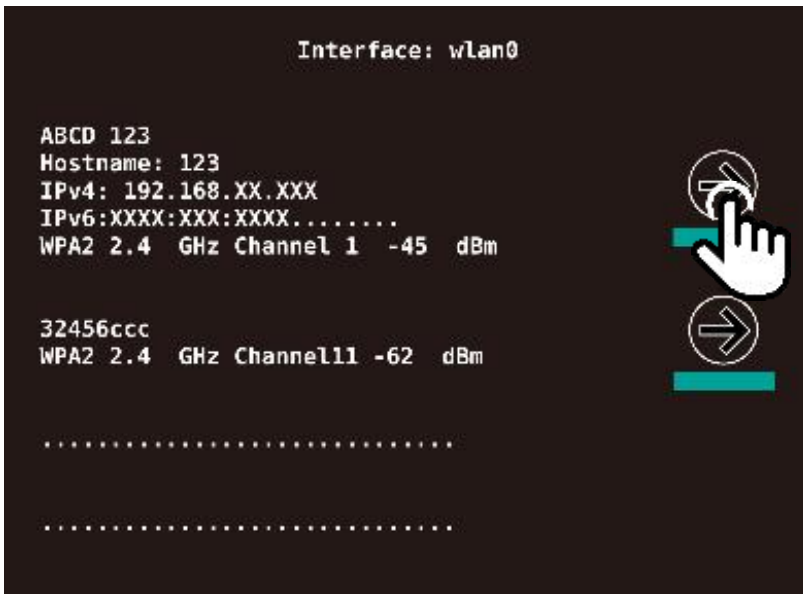 Interface: wlan0
ABCD 123
Hostname: 123
IPv4: 192.168.XX.XXX
IPv6:XXXX:XXX:XXXX........
WPA2 2.4 GHz Channel 1 -45 dBm
32456ccc
WPA2 2.4 GHz Channel11 -62 dBm
...............................
...............................